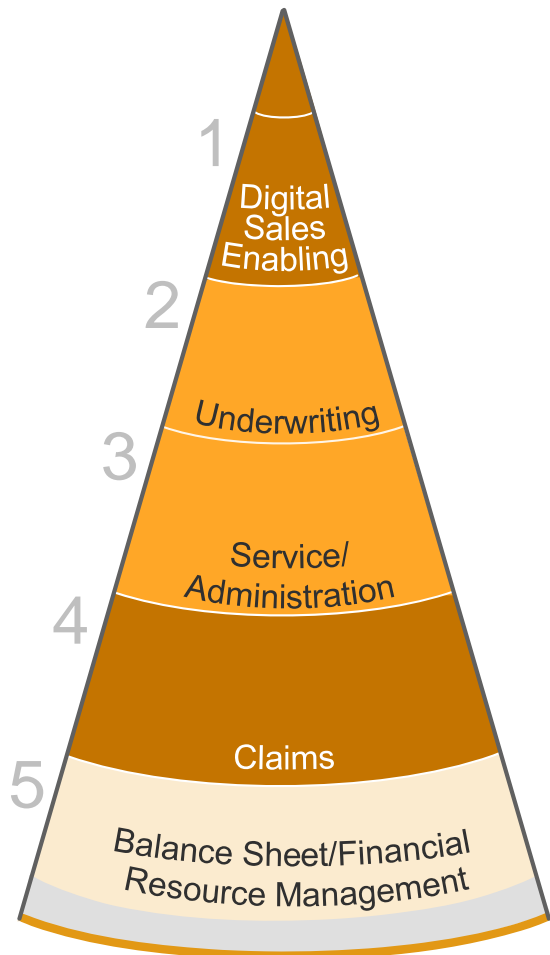 1
Digital
Sales
Enabling
2
Underwriting
3
Service/
Administration
4
Claims
5
Balance Sheet/Financial
Resource Management